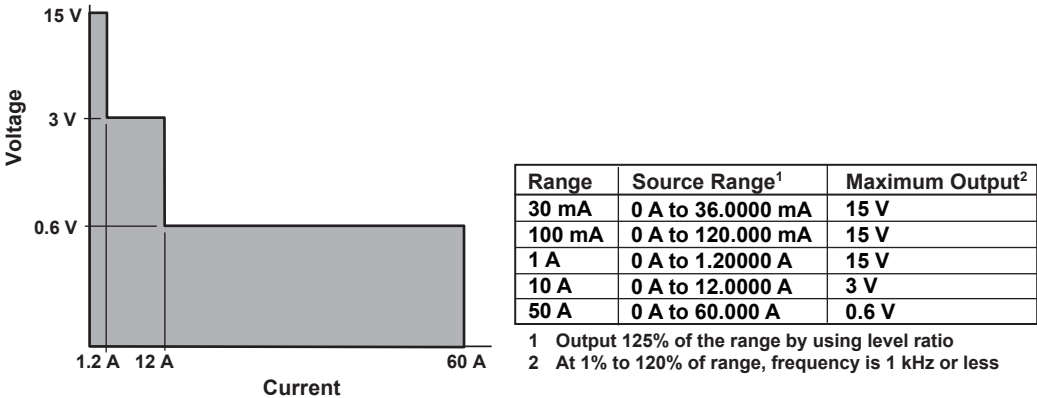 15 V
3 V
0.6 V
Voltage
1.2 A 12 A 60 A
Current
Range Source Range1 Maximum Output2
30 mA 0 A to 36.0000 mA 15 V
100 mA 0 A to 120.000 mA 15 V
1 A 0 A to 1.20000 A 15 V
10 A 0 A to 12.0000 A 3 V
50 A 0 A to 60.000 A 0.6 V
1 Output 125% of the range by using level ratio
2 At 1% to 120% of range, frequency is 1 kHz or less